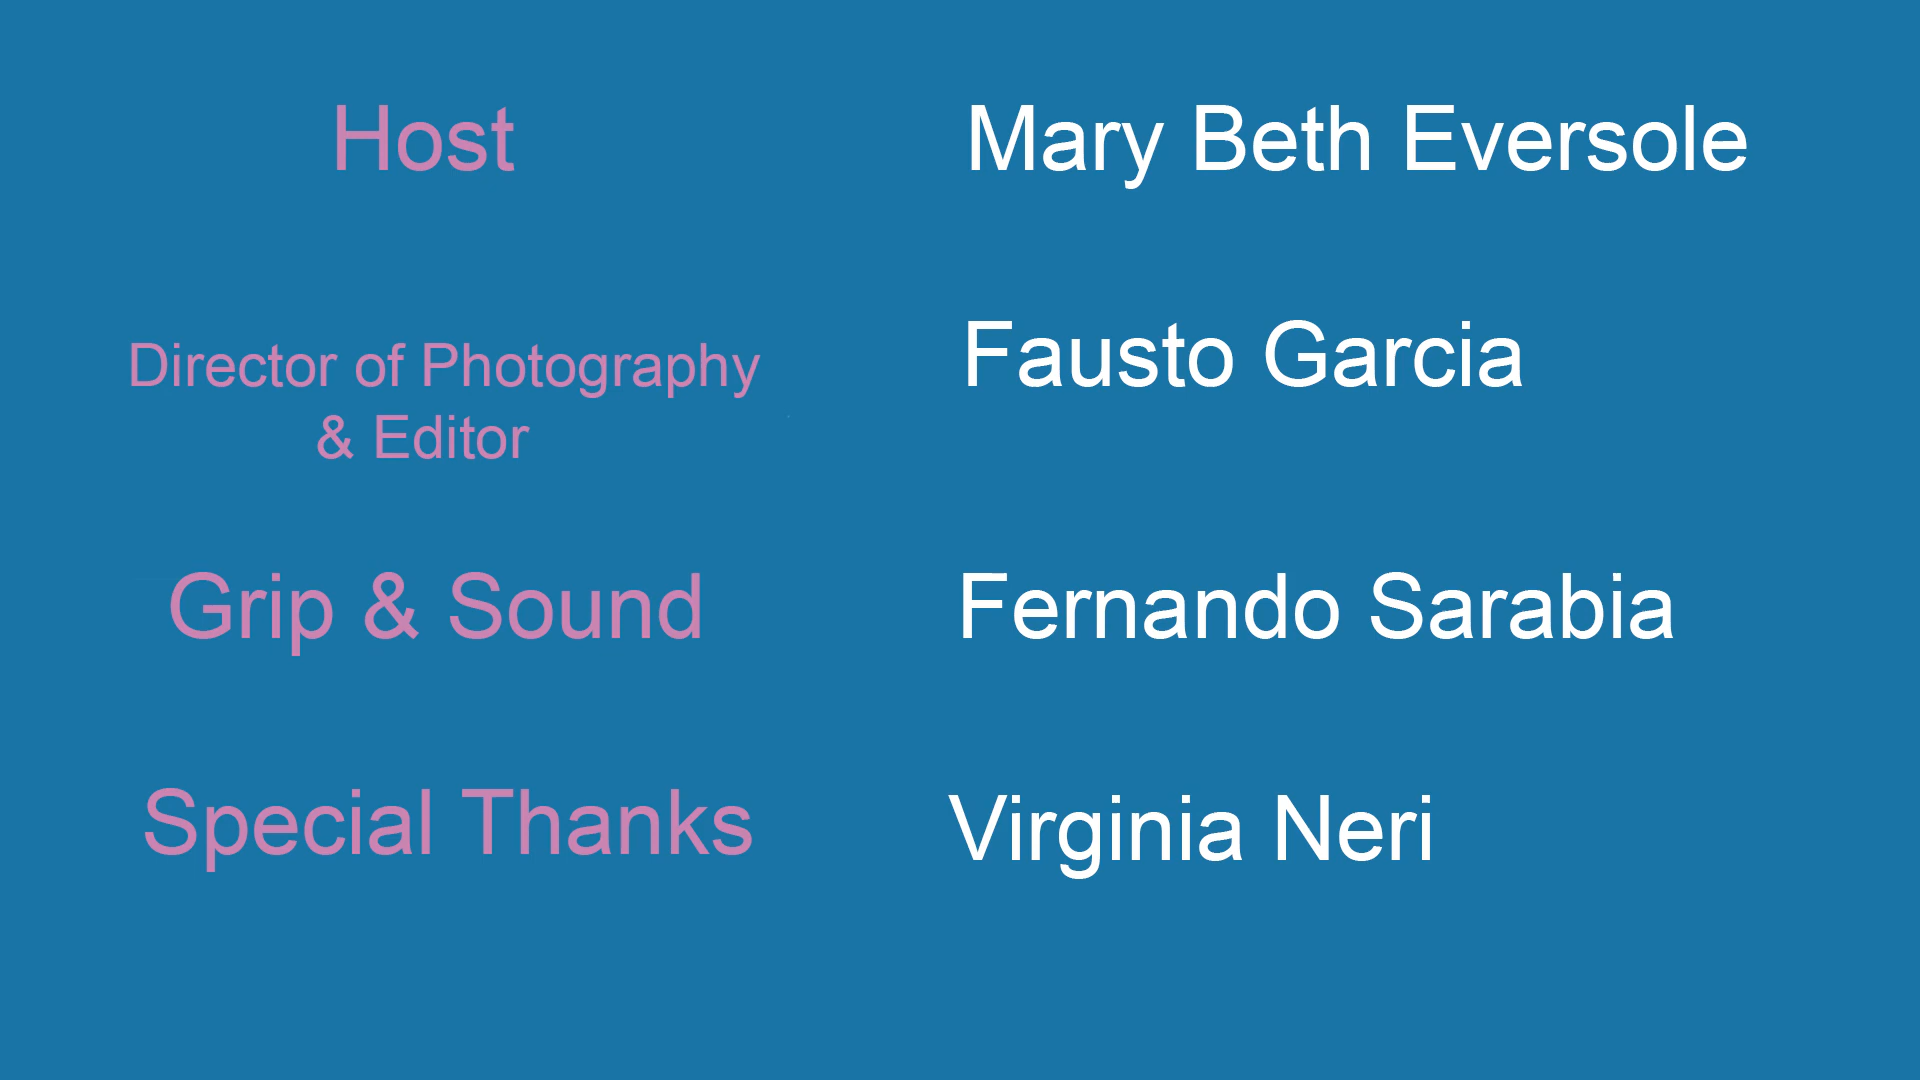 Host Mary Beth Eversole
Director of Photography Fausto Garcia
& Editor
Grip & Sound Fernando Sarabia
Special Thanks Virginia Neri